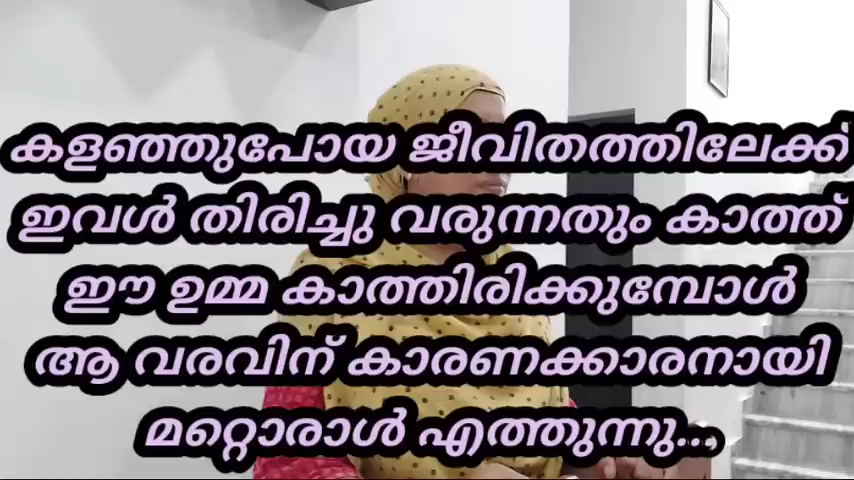 കളഞ്ഞുപോയ ജീവിതത്തിലേക്ക്
ഇവൾ തിരിച്ചു വരുന്നതും കാത്ത്
ഈ ഉമ്മ കാത്തിരിക്കുമ്പോൾ
ആ വരവിന് കാരണക്കാരനായി
മറ്റൊരാൾ എത്തുന്നു...